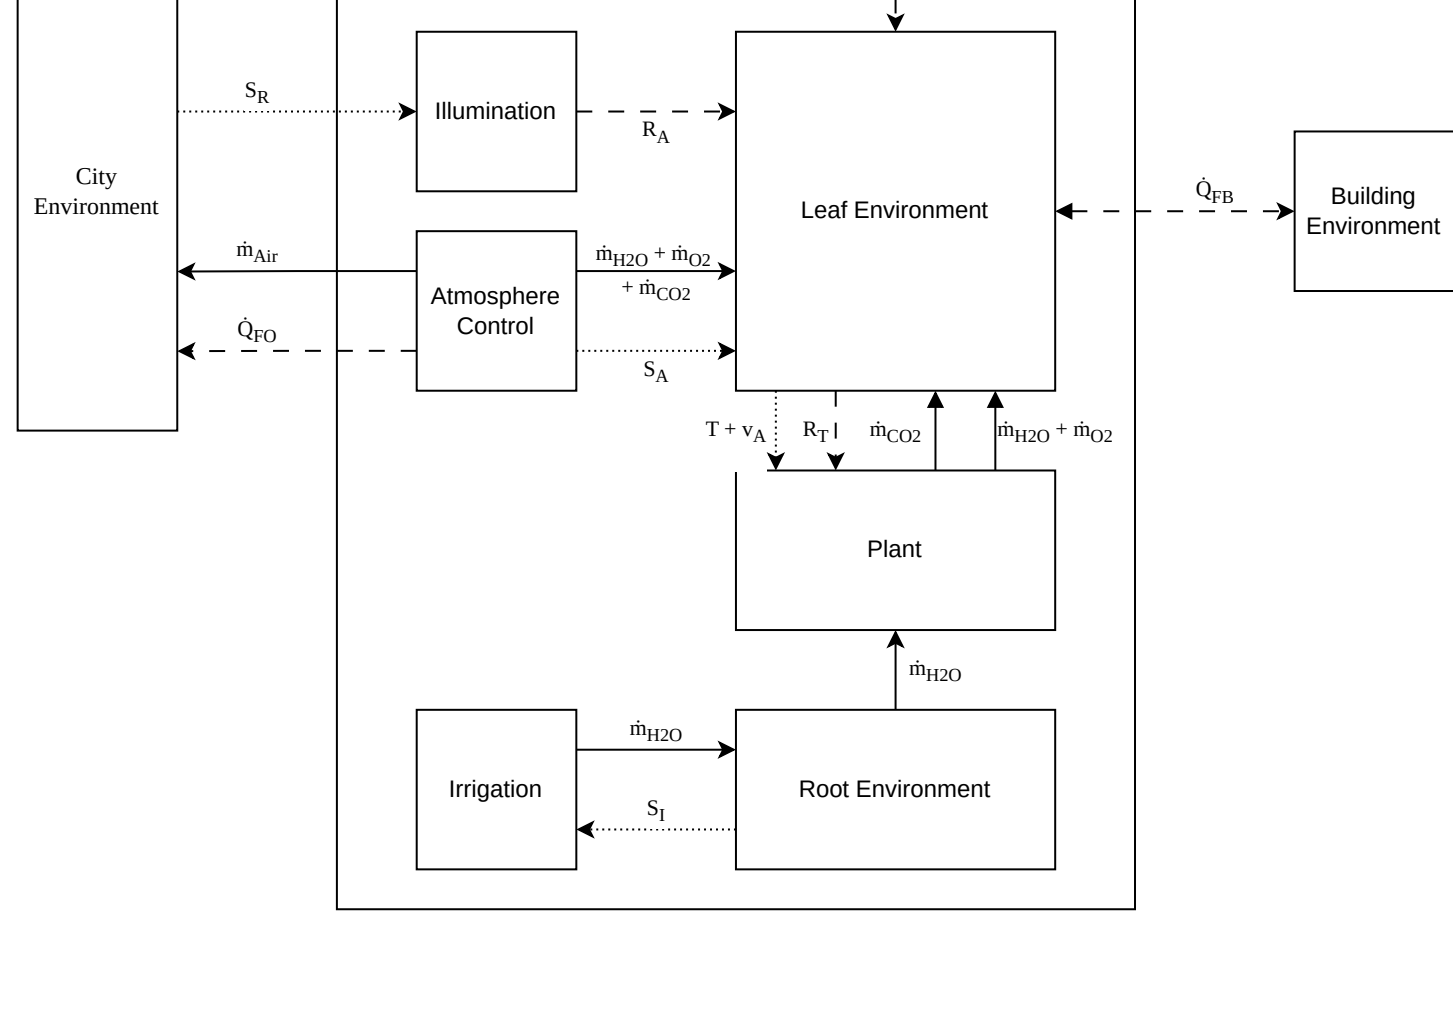 S_R
Illumination
R_A
City
Environment
Leaf Environment
Q̇_FB
Building
Environment
ṁ_Air
ṁ_H2O + ṁ_O2
+ ṁ_CO2
Atmosphere
Control
Q̇_FO
S_A
T + v_A
R_T
ṁ_CO2
ṁ_H2O + ṁ_O2
Plant
ṁ_H2O
ṁ_H2O
Irrigation
Root Environment
S_I